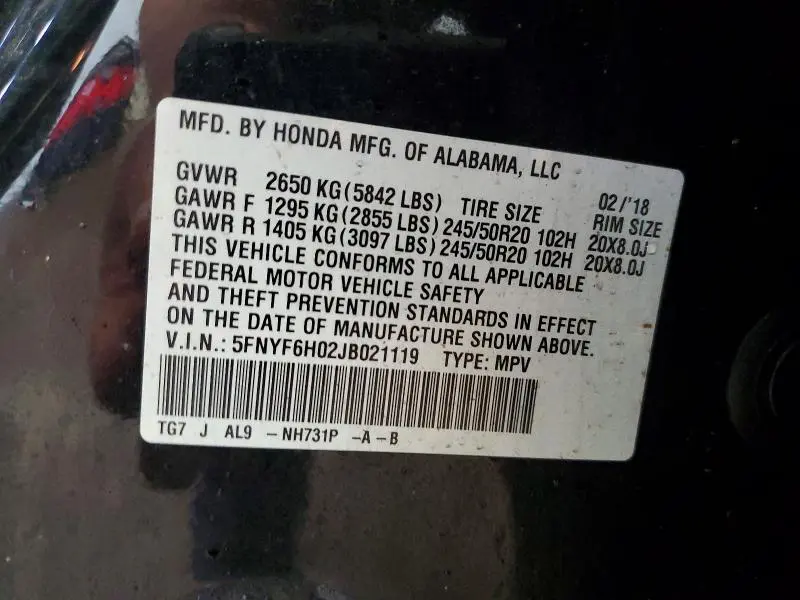 MFD. BY HONDA MFG. OF ALABAMA, LLC
GVWR 2650 KG (5842 LBS) TIRE SIZE 02/'18 RIM SIZE
GAWR F 1295 KG (2855 LBS) 245/50R20 102H 20X8.0J
GAWR R 1405 KG (3097 LBS) 245/50R20 102H 20X8.0J
THIS VEHICLE CONFORMS TO ALL APPLICABLE
FEDERAL MOTOR VEHICLE SAFETY
AND THEFT PREVENTION STANDARDS IN EFFECT
ON THE DATE OF MANUFACTURE SHOWN ABOVE.
V.I.N.: 5FNYF6H02JB021119 TYPE: MPV
TG7 J AL9 - NH731P - A - B